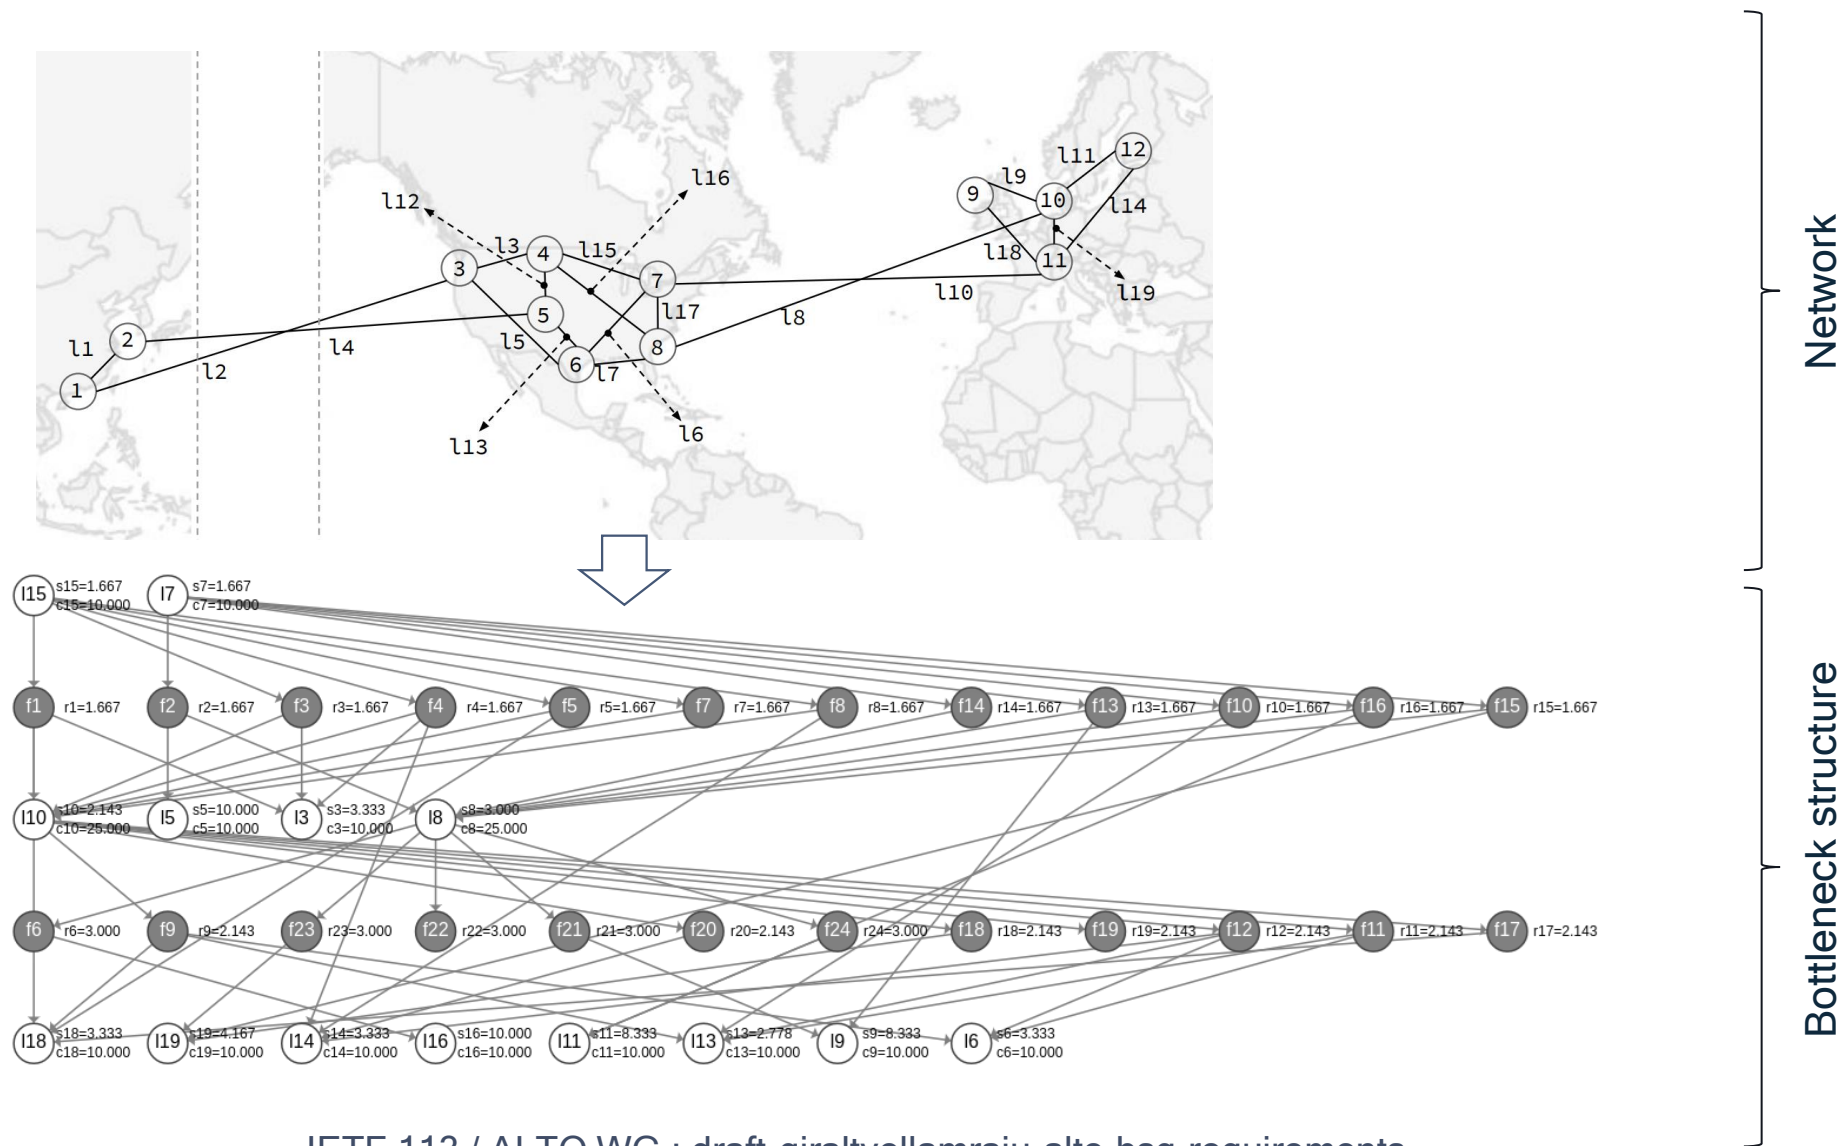 l16
l12
l11
12
l9
9
10
l14
l3
4
l15
l18
11
3
7
l10
l19
5
l17
l8
2
l5
8
l1
l4
6
l7
l2
1
l13
l6
Network
l15 s15=1.667 l7 s7=1.667
c15=10.000 c7=10.000
f1 r1=1.667 f2 r2=1.667 f3 r3=1.667 f4 r4=1.667 f5 r5=1.667 f7 r7=1.667 f8 r8=1.667 f14 r14=1.667 f13 r13=1.667 f10 r10=1.667 f16 r16=1.667 f15 r15=1.667
l10 s10=2.143 l5 s5=10.000 l3 s3=3.333 l8 s8=3.000
c10=25.000 c5=10.000 c3=10.000 c8=25.000
f6 r6=3.000 f9 r9=2.143 f23 r23=3.000 f22 r22=3.000 f21 r21=3.000 f20 r20=2.143 f24 r24=3.000 f18 r18=2.143 f19 r19=2.143 f12 r12=2.143 f11 r11=2.143 f17 r17=2.143
l18 s18=3.333 l19 s19=4.167 l14 s14=3.333 l16 s16=10.000 l11 s11=8.333 l13 s13=2.778 l9 s9=8.333 l6 s6=3.333
c18=10.000 c19=10.000 c14=10.000 c16=10.000 c11=10.000 c13=10.000 c9=10.000 c6=10.000
Bottleneck structure
IETF 113 / ALTO WG : draft-giraltyellamraju-alto-bsg-requirements